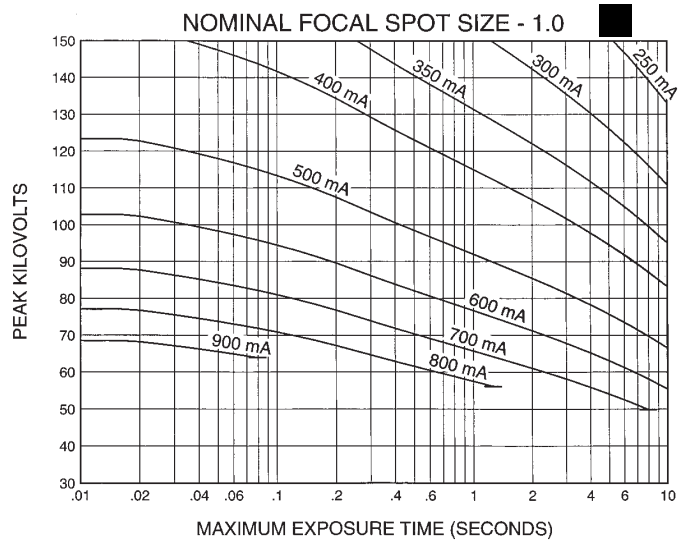 NOMINAL FOCAL SPOT SIZE - 1.0
150
140
130
120
110
100
90
80
70
60
50
40
30
PEAK KILOVOLTS
400 mA
350 mA
300 mA
250 mA
500 mA
600 mA
700 mA
800 mA
900 mA
.01 .02 .04 .06 .1 .2 .4 .6 1 2 4 6 10
MAXIMUM EXPOSURE TIME (SECONDS)